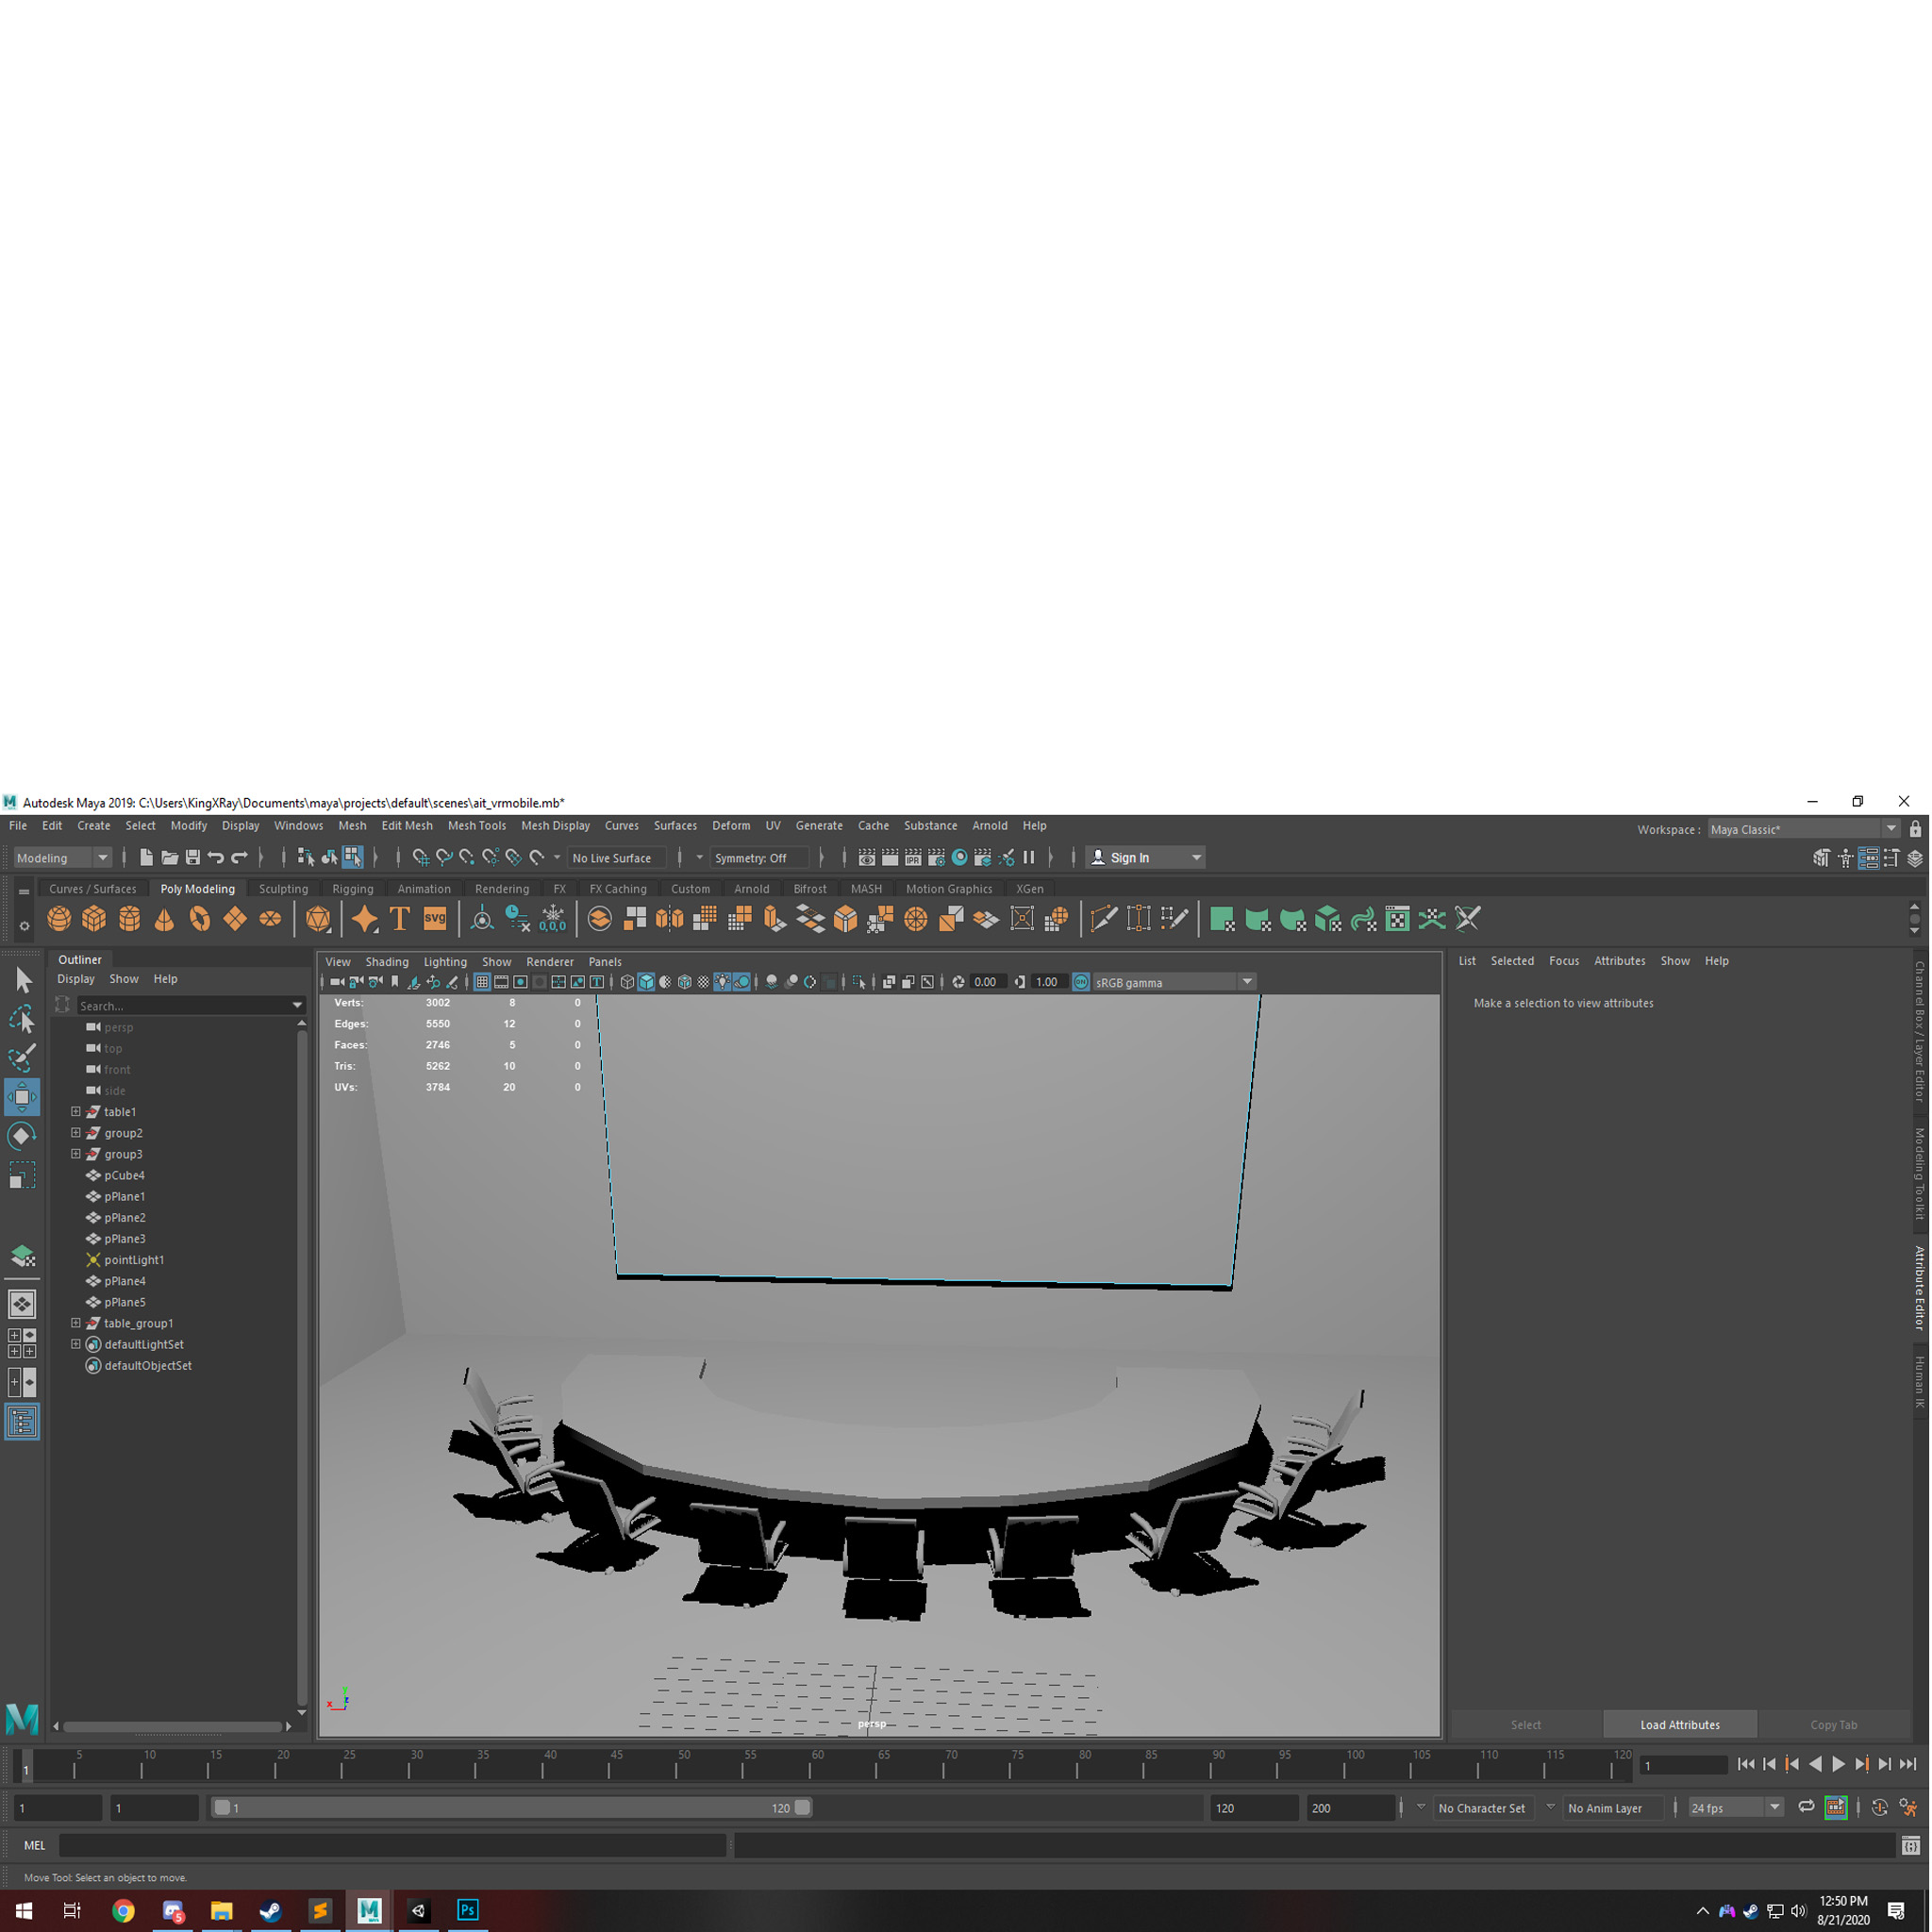 Autodesk Maya 2019: C:\Users\KingXRay\Documents\maya\projects\default\scenes\ait_vrmobile.mb*
File Edit Create Select Modify Display Windows Mesh Edit Mesh Mesh Tools Mesh Display Curves Surfaces Deform UV Generate Cache Substance Arnold Help
Workspace : Maya Classic*
Modeling No Live Surface Symmetry: Off IPR Sign In
Curves / Surfaces Poly Modeling Sculpting Rigging Animation Rendering FX FX Caching Custom Arnold Bifrost MASH Motion Graphics XGen
T SVG 0,0,0
Outliner
Display Show Help
Search...
persp
top
front
side
table1
group2
group3
pCube4
pPlane1
pPlane2
pPlane3
pointLight1
pPlane4
pPlane5
table_group1
defaultLightSet
defaultObjectSet
View Shading Lighting Show Renderer Panels
0.00 1.00 ON sRGB gamma
Verts: 3002 8 0
Edges: 5550 12 0
Faces: 2746 5 0
Tris: 5262 10 0
UVs: 3784 20 0
y
x z
persp
List Selected Focus Attributes Show Help
Make a selection to view attributes
Channel Box / Layer Editor
Modeling Toolkit
Attribute Editor
Human IK
Select Load Attributes Copy Tab
5 10 15 20 25 30 35 40 45 50 55 60 65 70 75 80 85 90 95 100 105 110 115 120
1 1
1 1 1 120 120 200 No Character Set No Anim Layer 24 fps
MEL
Move Tool: Select an object to move.
5 M Ps
12:50 PM
8/21/2020